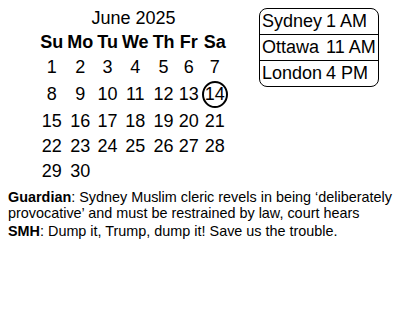 June 2025
Su Mo Tu We Th Fr Sa
1 2 3 4 5 6 7
8 9 10 11 12 13 14
15 16 17 18 19 20 21
22 23 24 25 26 27 28
29 30
Sydney 1 AM
Ottawa 11 AM
London 4 PM
Guardian: Sydney Muslim cleric revels in being ‘deliberately
provocative’ and must be restrained by law, court hears
SMH: Dump it, Trump, dump it! Save us the trouble.